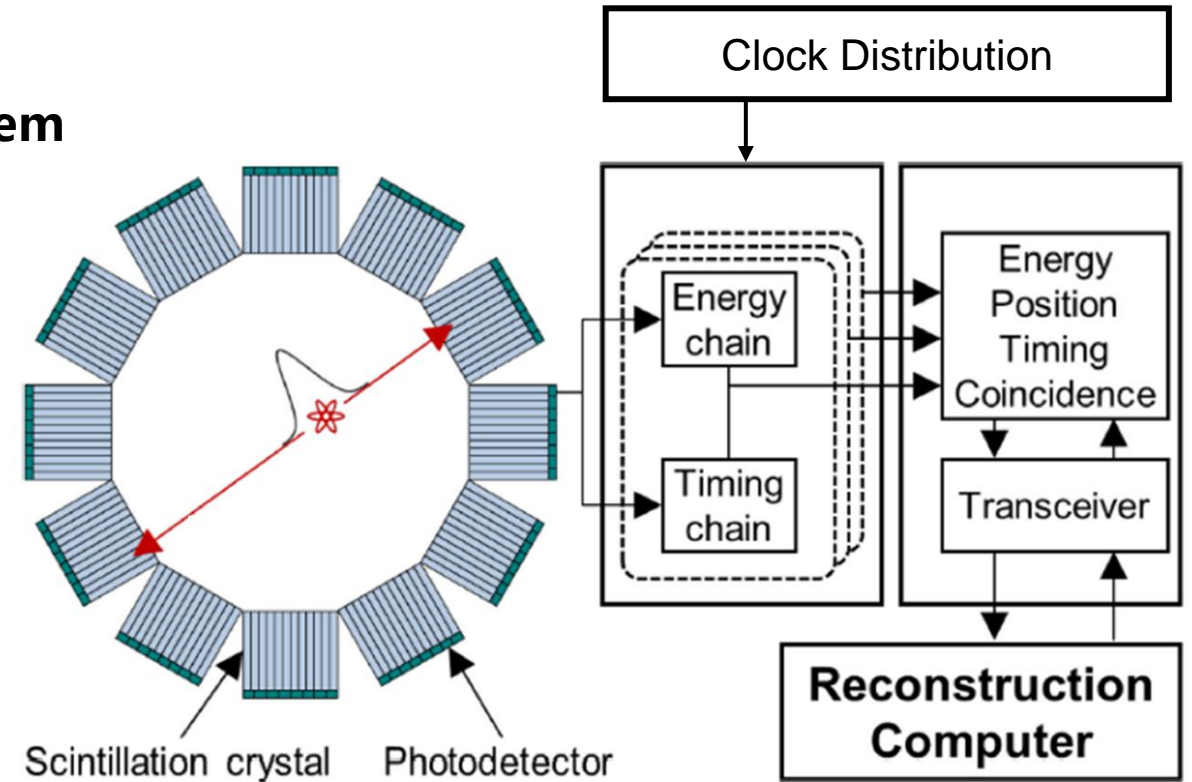 Clock Distribution
em
Energy
chain
Timing
chain
Energy
Position
Timing
Coincidence
Transceiver
Reconstruction
Computer
Scintillation crystal
Photodetector